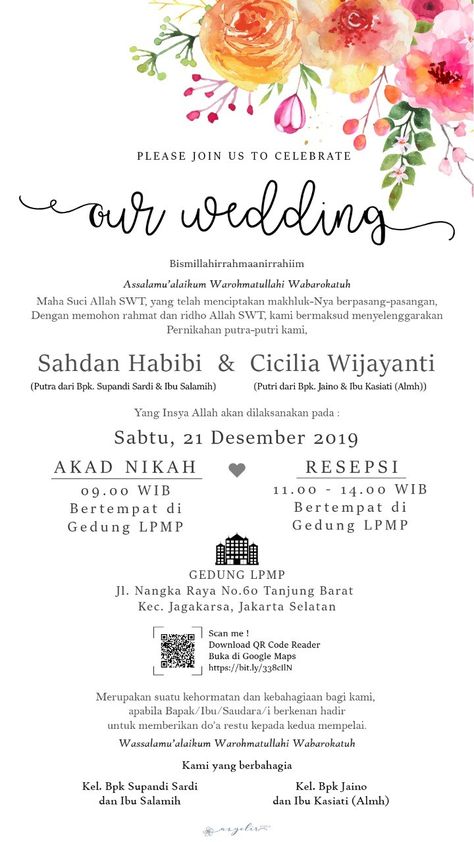 PLEASE JOIN US TO CELEBRATE
our wedding
Bismillahirrahmaanirrahiim
Assalamu'alaikum Warohmatullahi Wabarokatuh
Maha Suci Allah SWT, yang telah menciptakan makhluk-Nya berpasang-pasangan,
Dengan memohon rahmat dan ridho Allah SWT, kami bermaksud menyelenggarakan
Pernikahan putra-putri kami,
Sahdan Habibi & Cicilia Wijayanti
(Putra dari Bpk. Supandi Sardi & Ibu Salamih) (Putri dari Bpk. Jaino & Ibu Kasiati (Almh))
Yang Insya Allah akan dilaksanakan pada :
Sabtu, 21 Desember 2019
AKAD NIKAH
09.00 WIB
Bertempat di
Gedung LPMP
RESEPSI
11.00 - 14.00 WIB
Bertempat di
Gedung LPMP
GEDUNG LPMP
Jl. Nangka Raya No.60 Tanjung Barat
Kec. Jagakarsa, Jakarta Selatan
Scan me !
Download QR Code Reader
Buka di Google Maps
https://bit.ly/338cIlN
Merupakan suatu kehormatan dan kebahagiaan bagi kami,
apabila Bapak/Ibu/Saudara/i berkenan hadir
untuk memberikan do'a restu kepada kedua mempelai.
Wassalamu'alaikum Warohmatullahi Wabarokatuh
Kami yang berbahagia
Kel. Bpk Supandi Sardi
dan Ibu Salamih
Kel. Bpk Jaino
dan Ibu Kasiati (Almh)